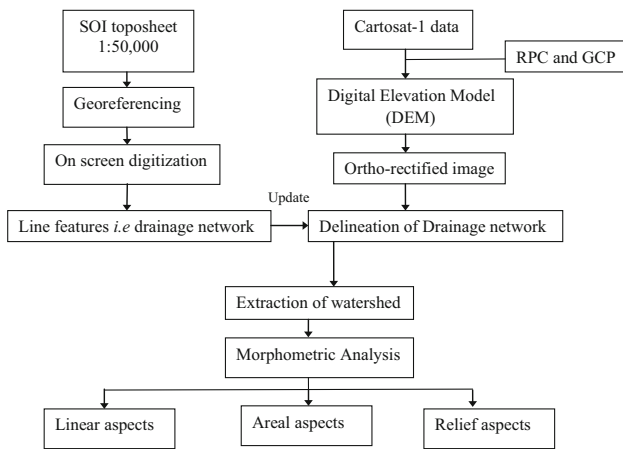 SOI toposheet
1:50,000
Georeferencing
On screen digitization
Line features i.e drainage network
Update
Cartosat-1 data
RPC and GCP
Digital Elevation Model
(DEM)
Ortho-rectified image
Delineation of Drainage network
Extraction of watershed
Morphometric Analysis
Linear aspects
Areal aspects
Relief aspects